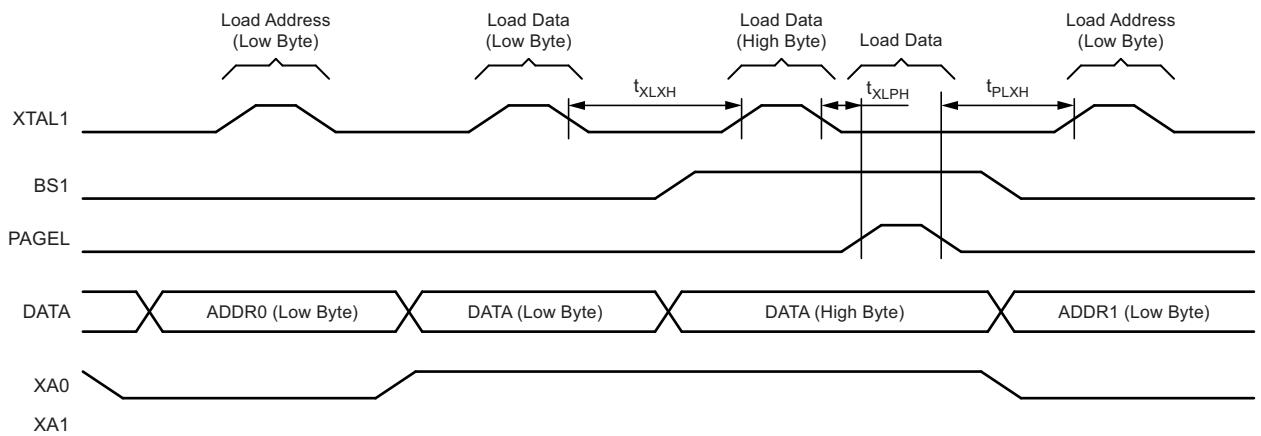 Load Address
(Low Byte)
Load Data
(Low Byte)
Load Data
(High Byte)
Load Data
Load Address
(Low Byte)
tXLXH
tXLPH
tPLXH
XTAL1
BS1
PAGEL
DATA
ADDR0 (Low Byte)
DATA (Low Byte)
DATA (High Byte)
ADDR1 (Low Byte)
XA0
XA1